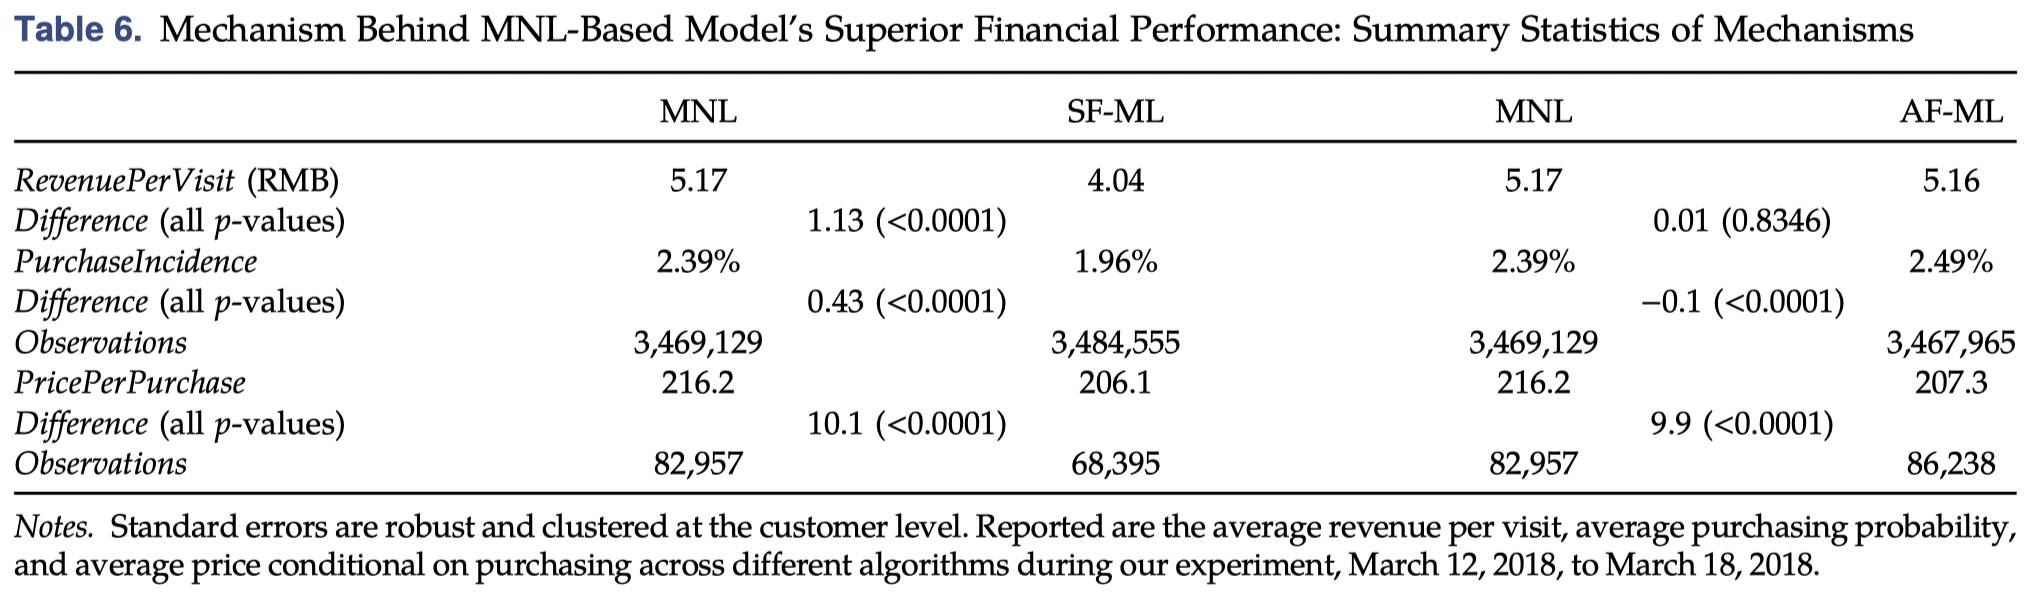 Table 6. Mechanism Behind MNL-Based Model's Superior Financial Performance: Summary Statistics of Mechanisms
MNL SF-ML MNL AF-ML
RevenuePerVisit (RMB) 5.17 4.04 5.17 5.16
Difference (all p-values) 1.13 (<0.0001) 0.01 (0.8346)
PurchaseIncidence 2.39% 1.96% 2.39% 2.49%
Difference (all p-values) 0.43 (<0.0001) −0.1 (<0.0001)
Observations 3,469,129 3,484,555 3,469,129 3,467,965
PricePerPurchase 216.2 206.1 216.2 207.3
Difference (all p-values) 10.1 (<0.0001) 9.9 (<0.0001)
Observations 82,957 68,395 82,957 86,238
Notes. Standard errors are robust and clustered at the customer level. Reported are the average revenue per visit, average purchasing probability,
and average price conditional on purchasing across different algorithms during our experiment, March 12, 2018, to March 18, 2018.